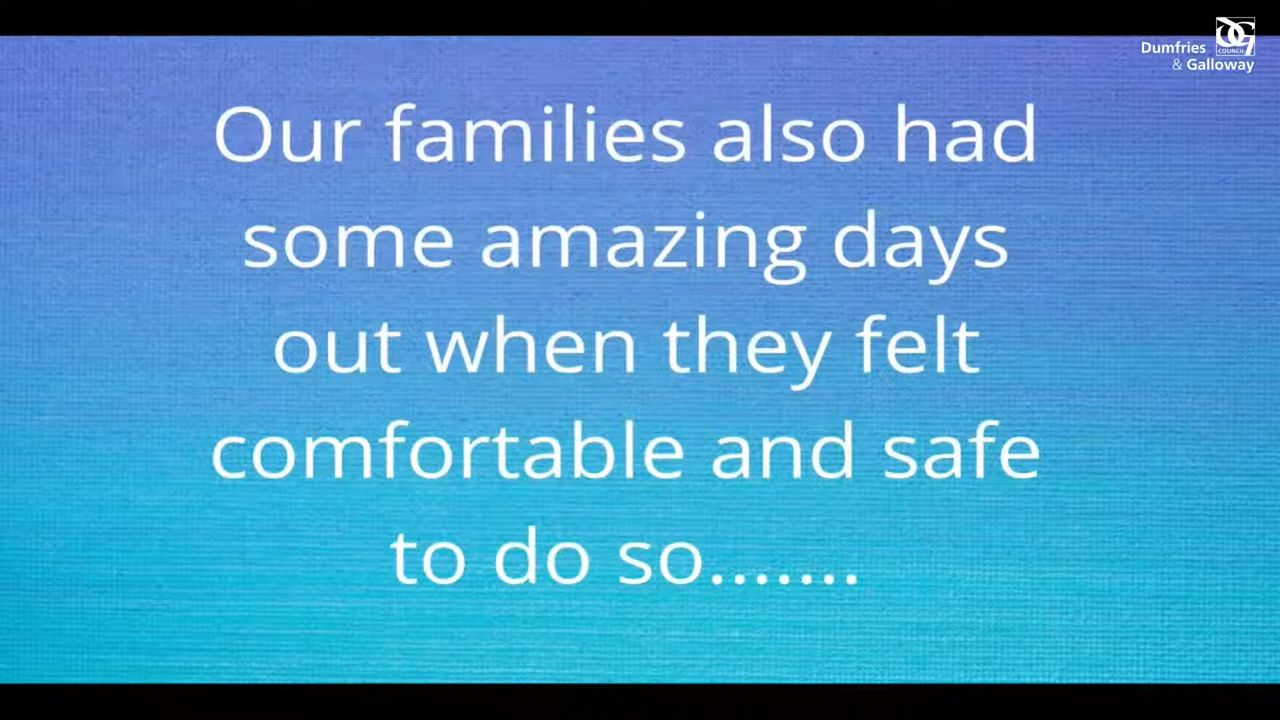 Dumfries
& Galloway
COUNCIL
Our families also had
some amazing days
out when they felt
comfortable and safe
to do so.......